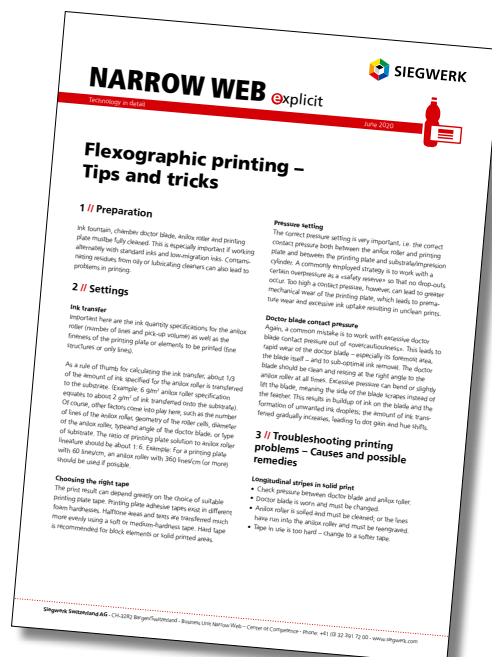 SIEGWERK
NARROW WEB explicit
Technology in detail
June 2020
Flexographic printing –
Tips and tricks
1 // Preparation
Ink fountain, chamber doctor blade, anilox roller and printing
plate mustbe fully cleaned. This is especially important if working
alternately with standard inks and low-migration inks. Contami-
nating residues from oily or lubricating cleaners can also lead to
problems in printing.
2 // Settings
Ink transfer
Important here are the ink quantity specifications for the anilox
roller (number of lines and pick-up volume) as well as the
fineness of the printing plate or elements to be printed (fine
structures or only lines).
As a rule of thumb for calculating the ink transfer, about 1/3
of the amount of ink specified for the anilox roller is transferred
to the substrate. (Example: 6 g/m² anilox roller specification
equates to about 2 g/m² of ink transferred onto the substrate).
Of course, other factors come into play here, such as the number
of lines of the anilox roller, geometry of the roller cells, diameter
of the anilox roller, typeand angle of the doctor blade, or type
of substrate. The ratio of printing plate solution to anilox roller
lineature should be about 1:6. Example: For a printing plate
with 60 lines/cm, an anilox roller with 360 lines/cm (or more)
should be used if possible.
Choosing the right tape
The print result can depend greatly on the choice of suitable
printing plate tape. Printing plate adhesive tapes exist in different
foam hardnesses. Halftone areas and texts are transferred much
more evenly using a soft or medium-hardness tape. Hard tape
is recommended for block elements or solid printed areas.
Pressure setting
The correct pressure setting is very important, i.e. the correct
contact pressure both between the anilox roller and printing
plate and between the printing plate and substrate/impression
cylinder. A commonly employed strategy is to work with a
certain overpressure as a «safety reserve» so that no drop-outs
occur. Too high a contact pressure, however, can lead to greater
mechanical wear of the printing plate, which leads to prema-
ture wear and excessive ink uptake resulting in unclean prints.
Doctor blade contact pressure
Again, a common mistake is to work with excessive doctor
blade contact pressure out of «overcautiousness». This leads to
rapid wear of the doctor blade – especially its foremost area,
the blade itself – and to sub-optimal ink removal. The doctor
blade should be clean and resting at the right angle to the
anilox roller at all times. Excessive pressure can bend or slightly
lift the blade, meaning the side of the blade scrapes instead of
the feather. This results in buildup of ink on the blade and the
formation of unwanted ink droplets; the amount of ink trans-
fered gradually increases, leading to dot gain and hue shifts.
3 // Troubleshooting printing
problems – Causes and possible
remedies
Longitudinal stripes in solid print
• Check pressure between doctor blade and anilox roller.
• Doctor blade is worn and must be changed.
• Anilox roller is soiled and must be cleaned; or the lines
have run into the anilox roller and must be reengraved.
• Tape in use is too hard – change to a softer tape.
Siegwerk Switzerland AG - CH-3282 Bargen/Switzerland - Business Unit Narrow Web – Center of Competence - Phone: +41 (0) 32 391 72 00 - www.siegwerk.com